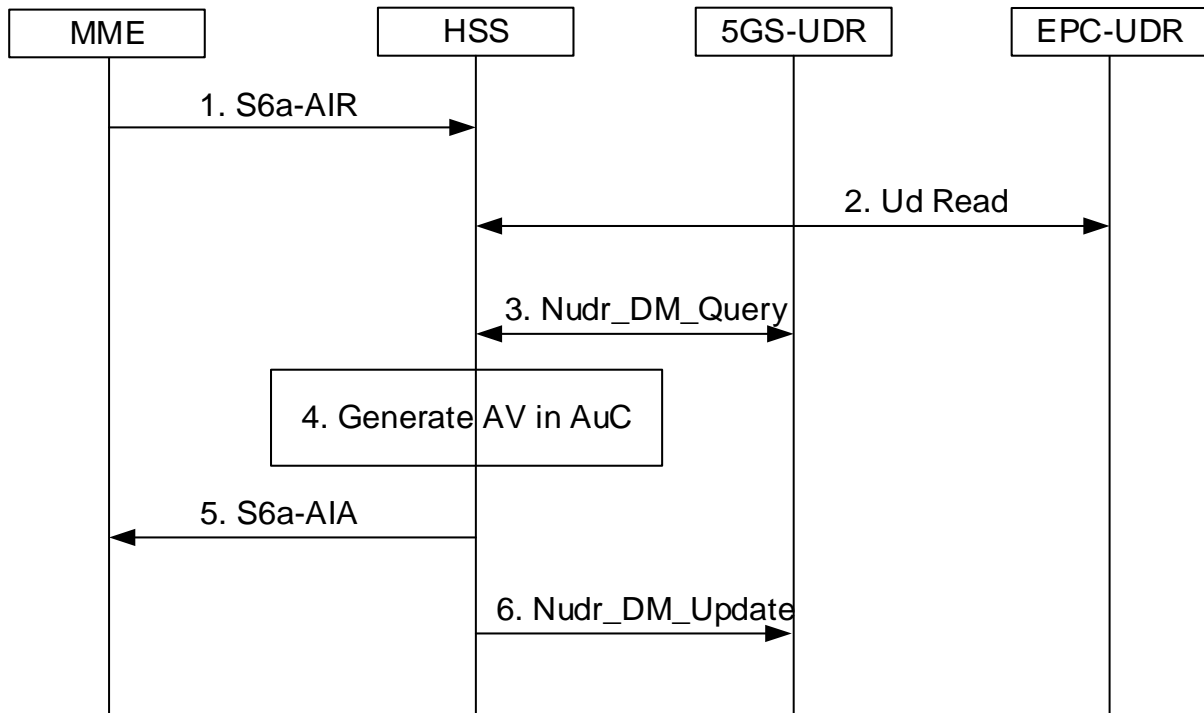 MME
HSS
5GS-UDR
EPC-UDR
1. S6a-AIR
2. Ud Read
3. Nudr_DM_Query
4. Generate AV in AuC
5. S6a-AIA
6. Nudr_DM_Update